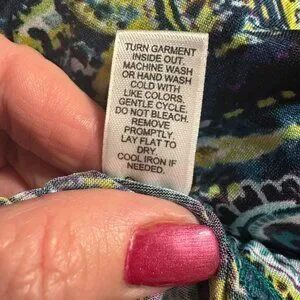 TURN GARMENT
INSIDE OUT.
MACHINE WASH
OR HAND WASH
COLD WITH
LIKE COLORS.
GENTLE CYCLE.
DO NOT BLEACH.
REMOVE
PROMPTLY.
LAY FLAT TO
DRY.
COOL IRON IF
NEEDED.